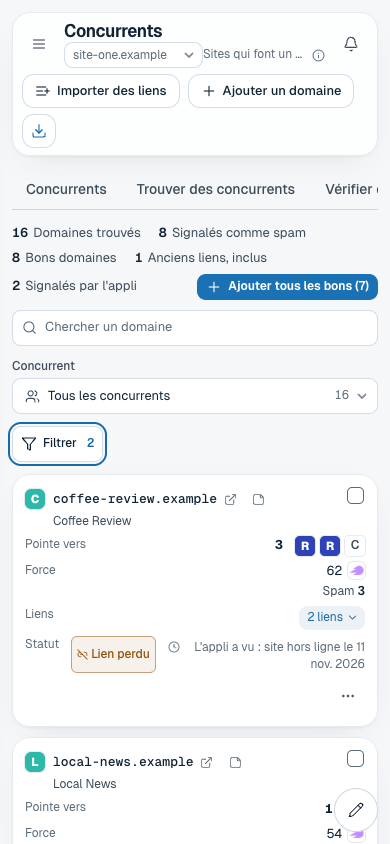 Concurrents
site-one.example
Sites qui font un …
Importer des liens
Ajouter un domaine
Concurrents
Trouver des concurrents
Vérifier
16 Domaines trouvés
8 Signalés comme spam
8 Bons domaines
1 Anciens liens, inclus
2 Signalés par l'appli
Ajouter tous les bons (7)
Chercher un domaine
Concurrent
Tous les concurrents
16
Filtrer 2
C
coffee-review.example
Coffee Review
Pointe vers
3 R R C
Force
62
Spam 3
Liens
2 liens
Statut
Lien perdu
L'appli a vu : site hors ligne le 11
nov. 2026
L
local-news.example
Local News
Pointe vers
1
Force
54